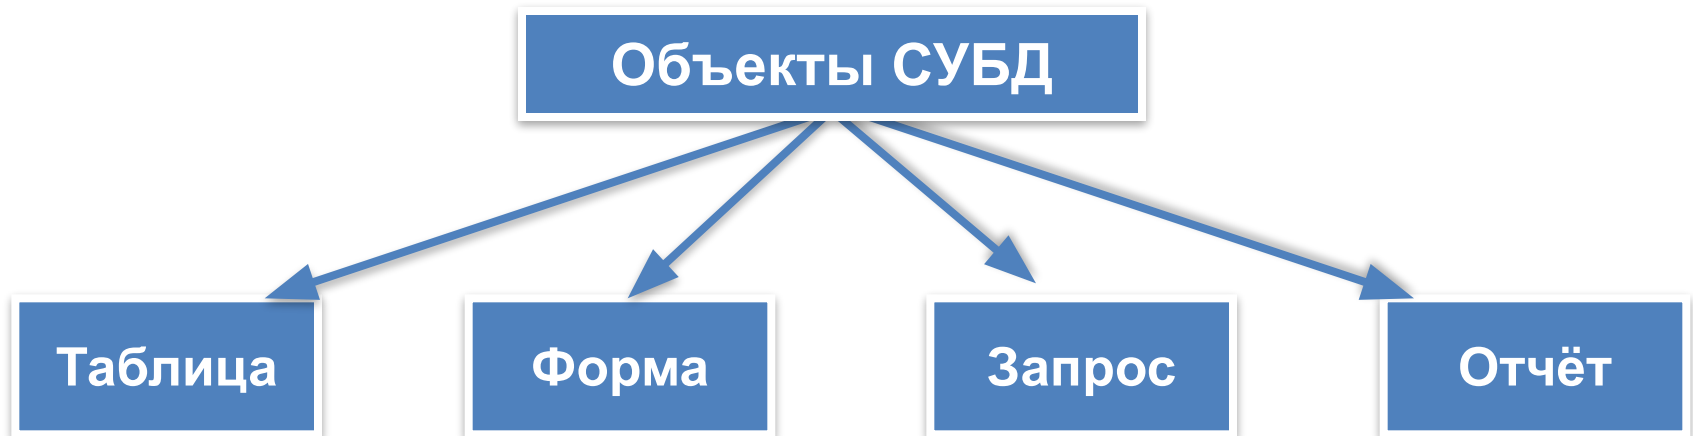 Объекты СУБД
Таблица
Форма
Запрос
Отчёт